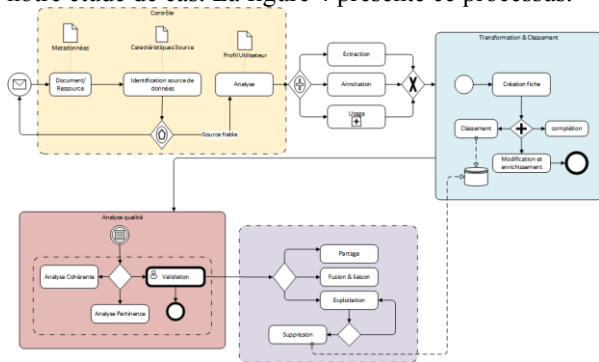 notre étude de cas. La figure 4 présente ce processus.
Contrôle
Metadonnées
Caractéristiques Source
Profil Utilisateur
Document/
Ressource
Identification source de
données
Analyse
Source fiable
Extraction
Annotation
Usage
Transformation & Classement
Création fiche
Classement
complétion
Modification et
enrichissement
Analyse qualité
Analyse Cohérente
Validation
Analyse Pertinence
Partage
Fusion & liaison
Exploitation
Suppresion